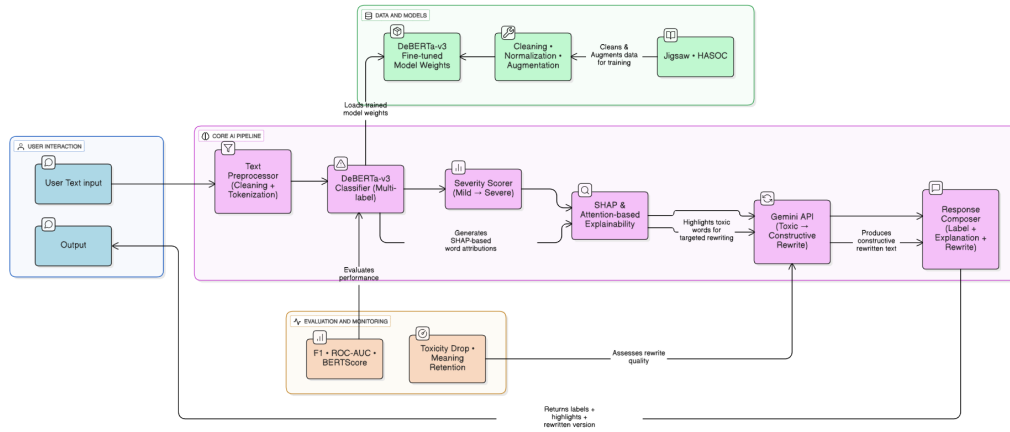 DATA AND MODELS
DeBERTa-v3
Fine-tuned
Model Weights
Cleaning •
Normalization •
Augmentation
Cleans &
Augments data
for training
Jigsaw • HASOC
Loads trained
model weights
USER INTERACTION
User Text input
Output
CORE AI PIPELINE
Text
Preprocessor
(Cleaning +
Tokenization)
DeBERTa-v3
Classifier (Multi-
label)
Severity Scorer
(Mild → Severe)
Generates
SHAP-based
word attributions
SHAP &
Attention-based
Explainability
Highlights toxic
words for
targeted rewriting
Gemini API
(Toxic →
Constructive
Rewrite)
Produces
constructive
rewritten text
Response
Composer
(Label +
Explanation +
Rewrite)
Evaluates
performance
EVALUATION AND MONITORING
F1 • ROC-AUC •
BERTScore
Toxicity Drop •
Meaning
Retention
Assesses rewrite
quality
Returns labels +
highlights +
rewritten version